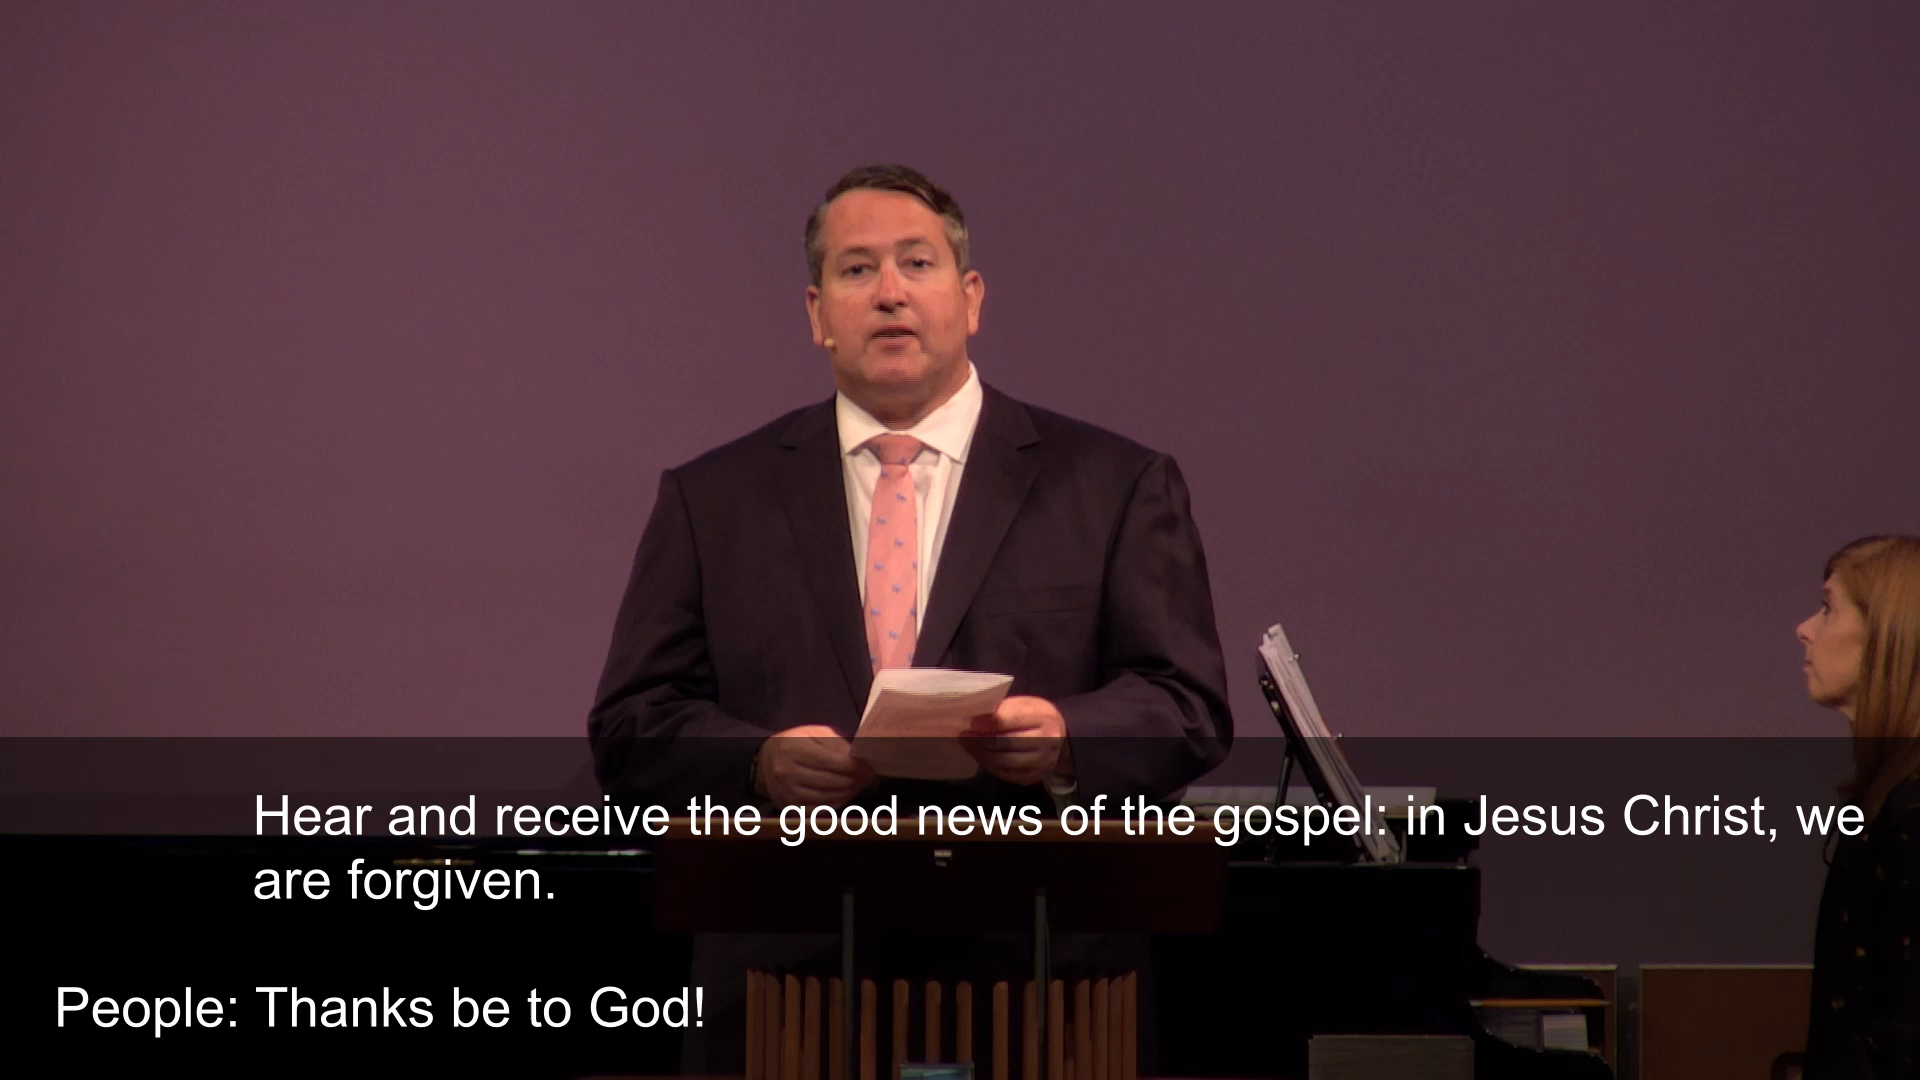 Hear and receive the good news of the gospel: in Jesus Christ, we
are forgiven.
People: Thanks be to God!